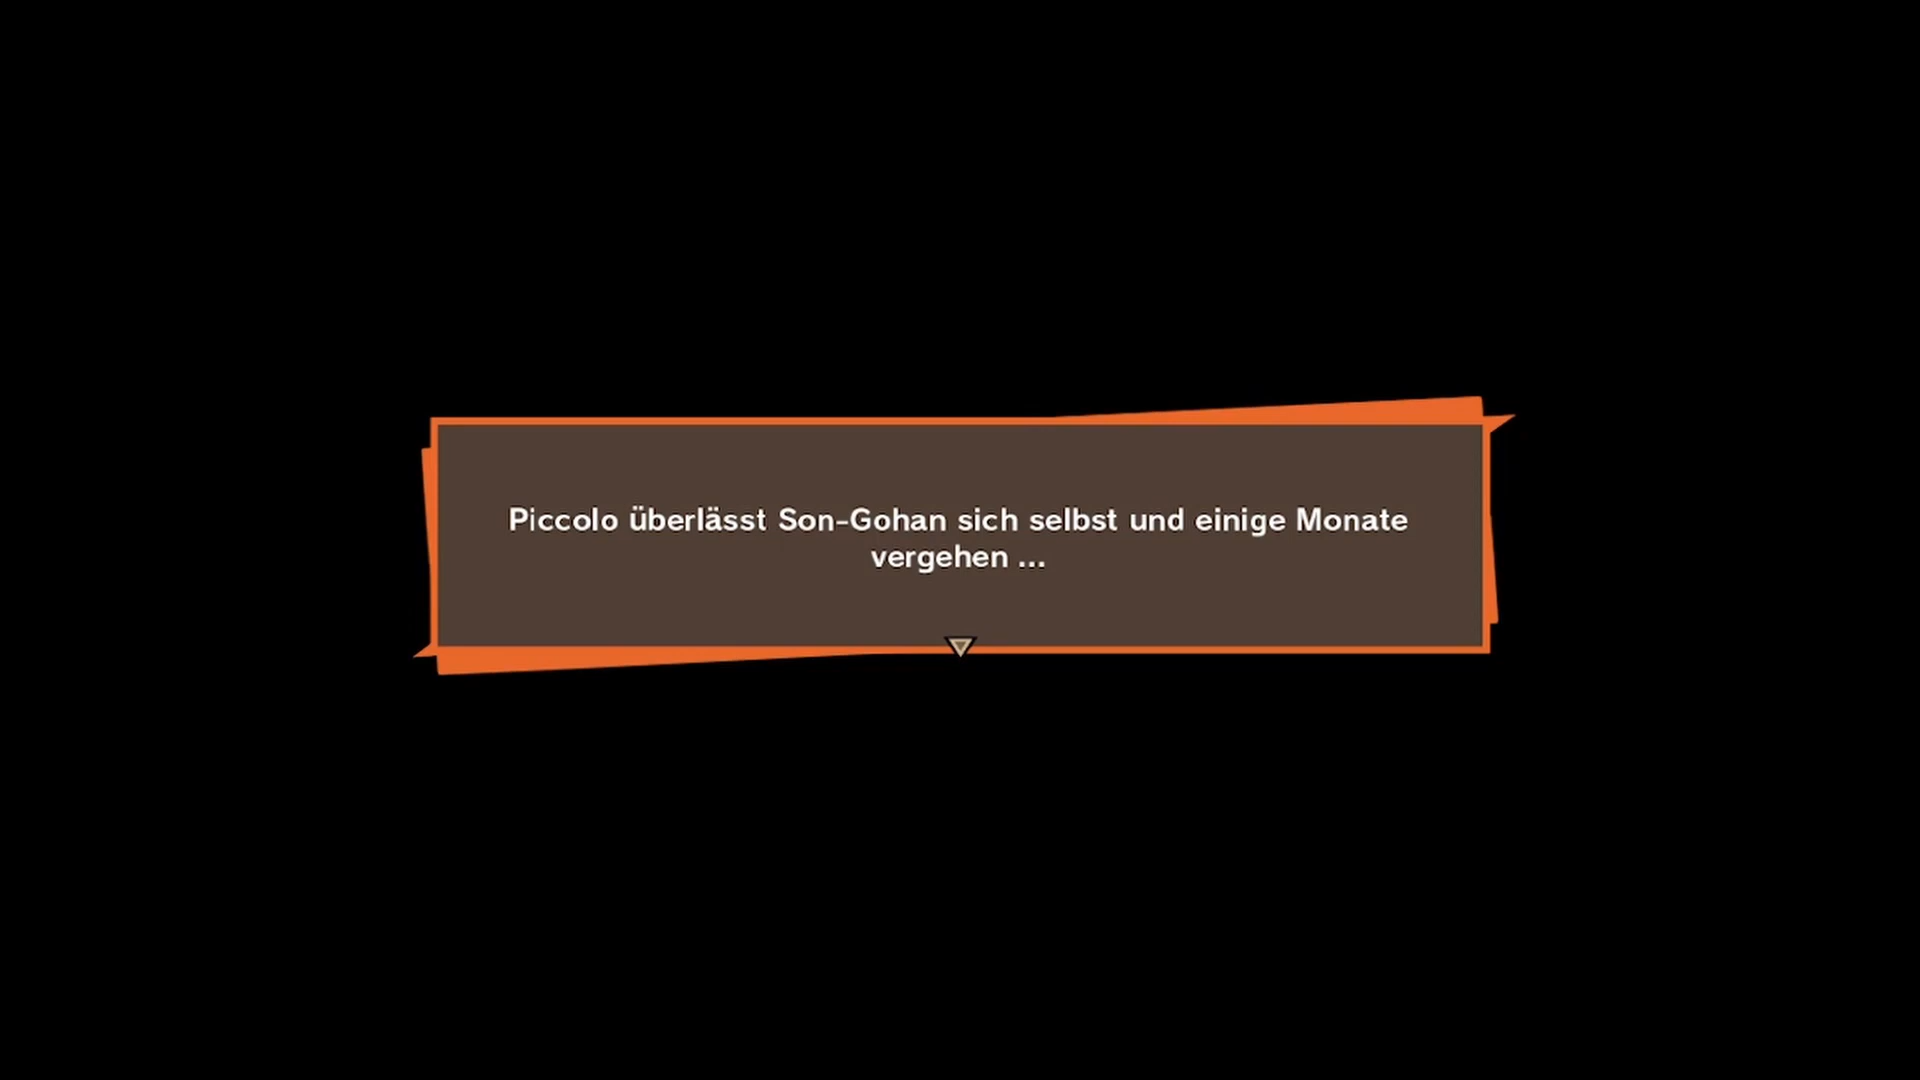 Piccolo überlässt Son-Gohan sich selbst und einige Monate
vergehen ...